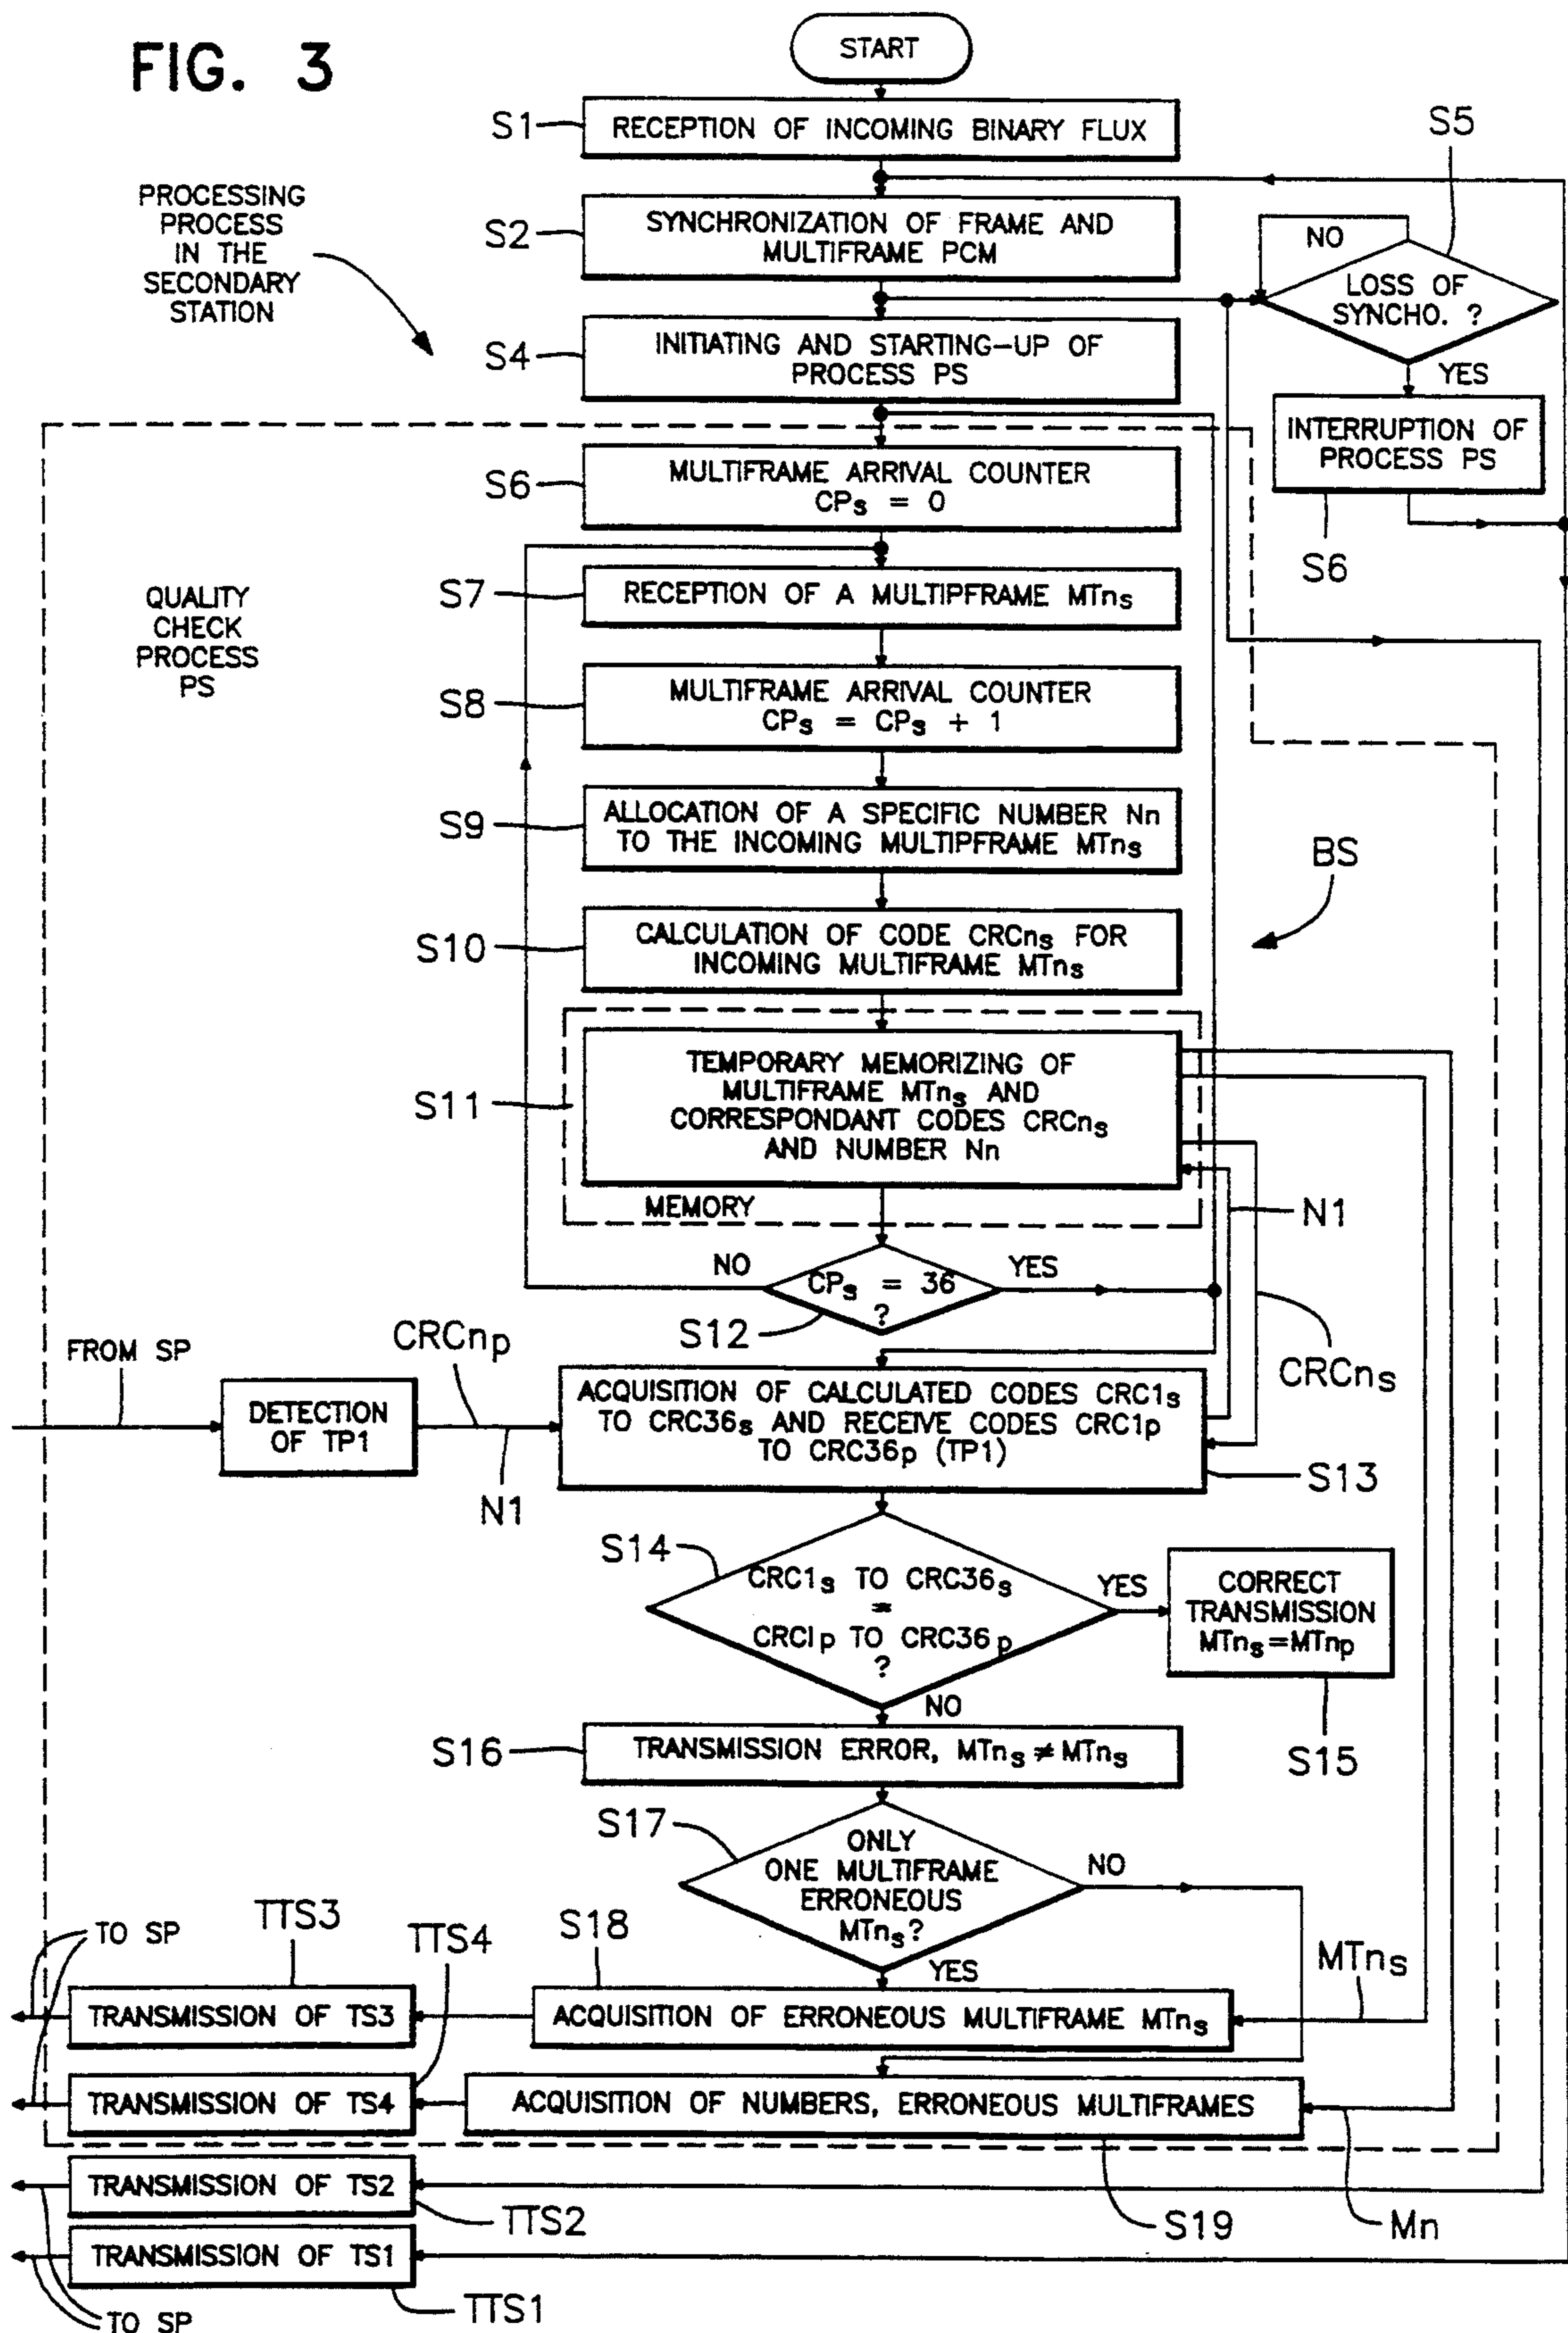 FIG. 3
START
S1
RECEPTION OF INCOMING BINARY FLUX
S5
PROCESSING
PROCESS
IN THE
SECONDARY
STATION
S2
SYNCHRONIZATION OF FRAME AND
MULTIFRAME PCM
NO
LOSS OF
SYNCHO. ?
YES
S4
INITIATING AND STARTING-UP OF
PROCESS PS
INTERRUPTION OF
PROCESS PS
S6
S6
MULTIFRAME ARRIVAL COUNTER
CPs = 0
QUALITY
CHECK
PROCESS
PS
S7
RECEPTION OF A MULTIPFRAME MTns
S8
MULTIFRAME ARRIVAL COUNTER
CPs = CPs + 1
S9
ALLOCATION OF A SPECIFIC NUMBER Nn
TO THE INCOMING MULTIPFRAME MTns
BS
S10
CALCULATION OF CODE CRCns FOR
INCOMING MULTIFRAME MTns
S11
TEMPORARY MEMORIZING OF
MULTIFRAME MTns AND
CORRESPONDANT CODES CRCns
AND NUMBER Nn
MEMORY
N1
NO
CPs = 36
?
YES
S12
CRCns
FROM SP
DETECTION
OF TP1
CRCnp
N1
ACQUISITION OF CALCULATED CODES CRC1s
TO CRC36s AND RECEIVE CODES CRC1p
TO CRC36p (TP1)
S13
S14
CRC1s TO CRC36s
=
CRCIp TO CRC36p
?
YES
NO
CORRECT
TRANSMISSION
MTns=MTnp
S15
S16
TRANSMISSION ERROR, MTns ≠ MTns
S17
ONLY
ONE MULTIFRAME
ERRONEOUS
MTns?
NO
YES
TO SP
TTS3
TTS4
S18
MTns
TRANSMISSION OF TS3
ACQUISITION OF ERRONEOUS MULTIFRAME MTns
TRANSMISSION OF TS4
ACQUISITION OF NUMBERS, ERRONEOUS MULTIFRAMES
TRANSMISSION OF TS2
TTS2
S19
Mn
TRANSMISSION OF TS1
TTS1
TO SP